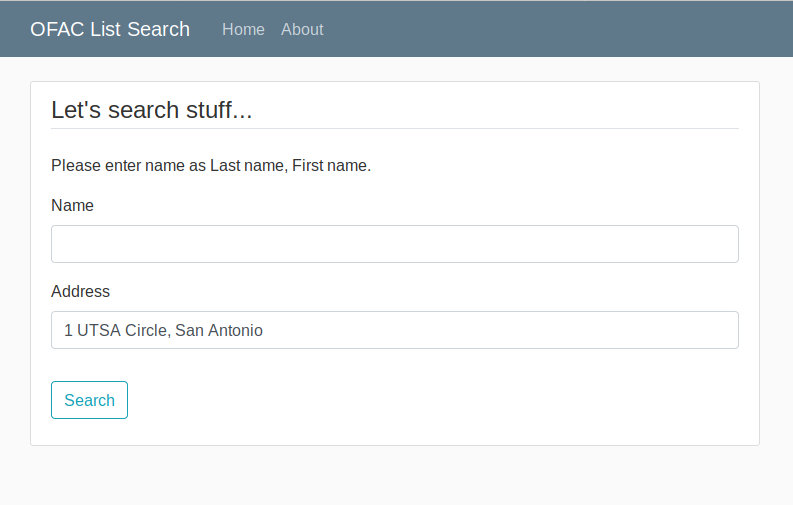 OFAC List Search Home About
Let's search stuff...
Please enter name as Last name, First name.
Name
Address
1 UTSA Circle, San Antonio
Search